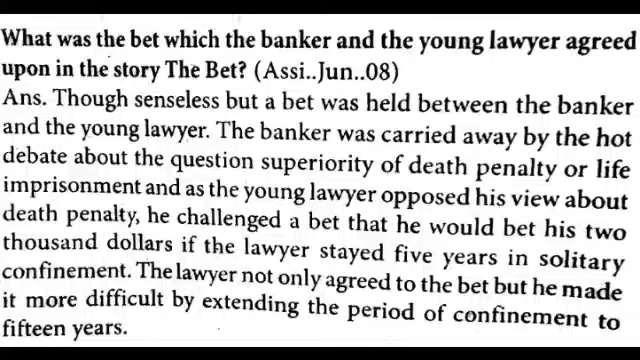 What was the bet which the banker and the young lawyer agreed
upon in the story The Bet? (Assi..Jun..08)
Ans. Though senseless but a bet was held between the banker
and the young lawyer. The banker was carried away by the hot
debate about the question superiority of death penalty or life
imprisonment and as the young lawyer opposed his view about
death penalty, he challenged a bet that he would bet his two
thousand dollars if the lawyer stayed five years in solitary
confinement. The lawyer not only agreed to the bet but he made
it more difficult by extending the period of confinement to
fifteen years.